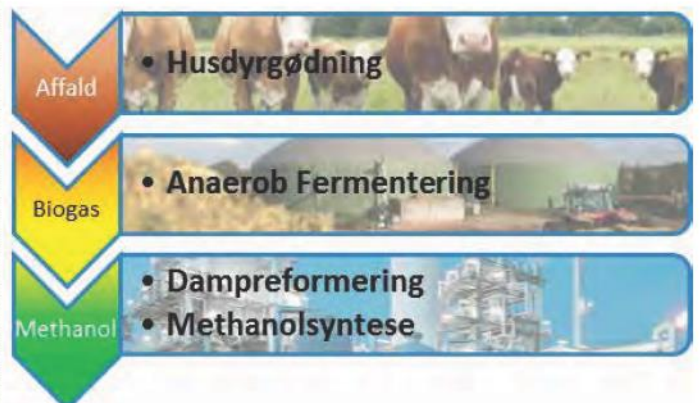 Affald
• Husdyrgødning
Biogas
• Anaerob Fermentering
Methanol
• Dampreformering
• Methanolsyntese